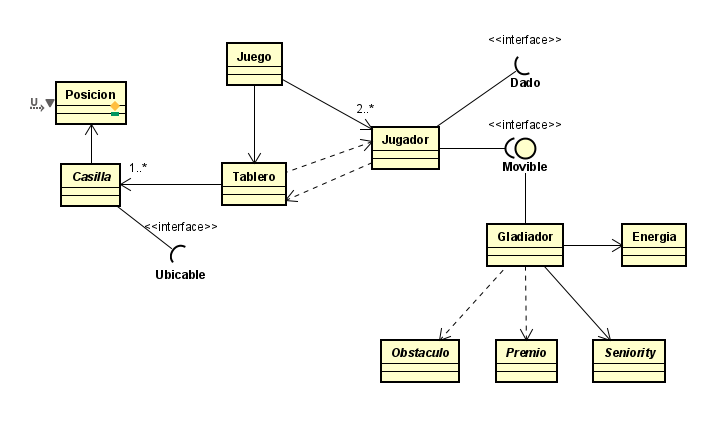 <<interface>>
Juego
Dado
Posicion
U
2..*
<<interface>>
Jugador
Movible
1..*
Casilla
Tablero
<<interface>>
Ubicable
Gladiador
Energia
Obstaculo
Premio
Seniority